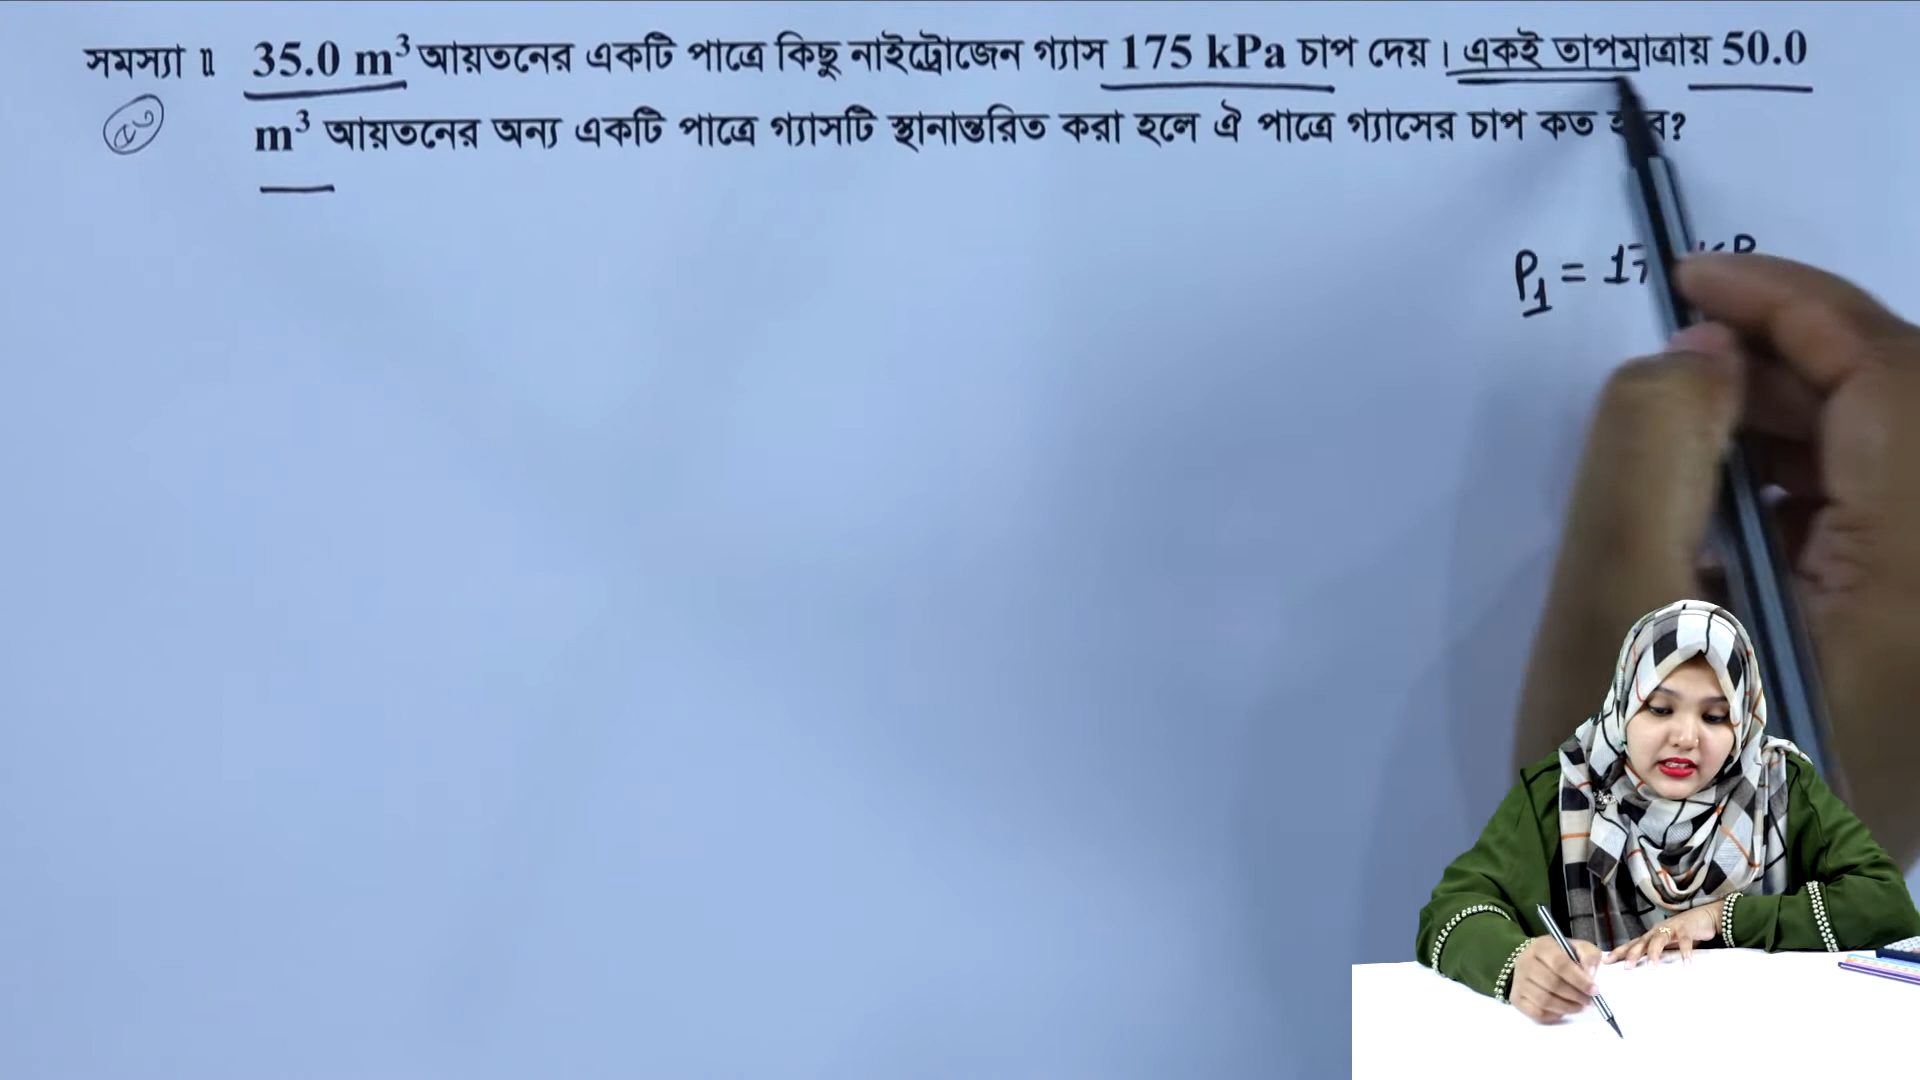 সমস্যা ॥ 35.0 m³ আয়তনের একটি পাত্রে কিছু নাইট্রোজেন গ্যাস 175 kPa চাপ দেয়। একই তাপমাত্রায় 50.0
m³ আয়তনের অন্য একটি পাত্রে গ্যাসটি স্থানান্তরিত করা হলে ঐ পাত্রে গ্যাসের চাপ কত ?
P₁ = 17